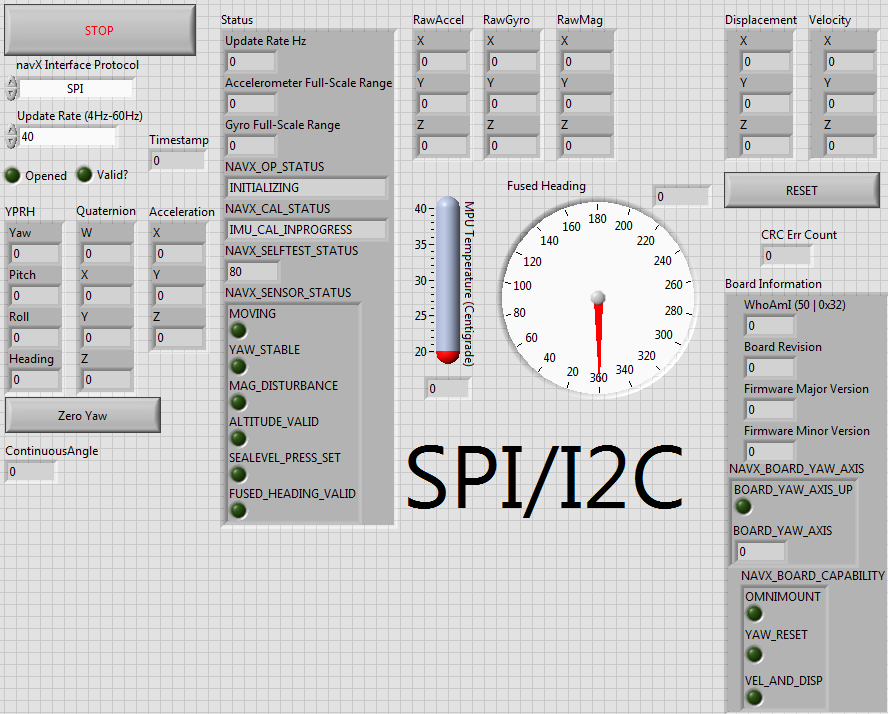 STOP
navX Interface Protocol
SPI
Update Rate (4Hz-60Hz)
40
Timestamp
0
Opened
Valid?
YPRH
Yaw
0
Pitch
0
Roll
0
Heading
0
Quaternion
W
0
X
0
Y
0
Z
0
Acceleration
X
0
Y
0
Z
0
Zero Yaw
ContinuousAngle
0
Status
Update Rate Hz
0
Accelerometer Full-Scale Range
0
Gyro Full-Scale Range
0
NAVX_OP_STATUS
INITIALIZING
NAVX_CAL_STATUS
IMU_CAL_INPROGRESS
NAVX_SELFTEST_STATUS
80
NAVX_SENSOR_STATUS
MOVING
YAW_STABLE
MAG_DISTURBANCE
ALTITUDE_VALID
SEALEVEL_PRESS_SET
FUSED_HEADING_VALID
RawAccel
X
0
Y
0
Z
0
RawGyro
X
0
Y
0
Z
0
RawMag
X
0
Y
0
Z
0
40
35
30
25
20
MPU Temperature (Centigrade)
0
Fused Heading
0
20
40
60
80
100
120
140
160
180
200
220
240
260
280
300
320
340
360
SPI/I2C
Displacement
X
0
Y
0
Z
0
Velocity
X
0
Y
0
Z
0
RESET
CRC Err Count
0
Board Information
WhoAmI (50 | 0x32)
0
Board Revision
0
Firmware Major Version
0
Firmware Minor Version
0
NAVX_BOARD_YAW_AXIS
BOARD_YAW_AXIS_UP
BOARD_YAW_AXIS
0
NAVX_BOARD_CAPABILITY
OMNIMOUNT
YAW_RESET
VEL_AND_DISP